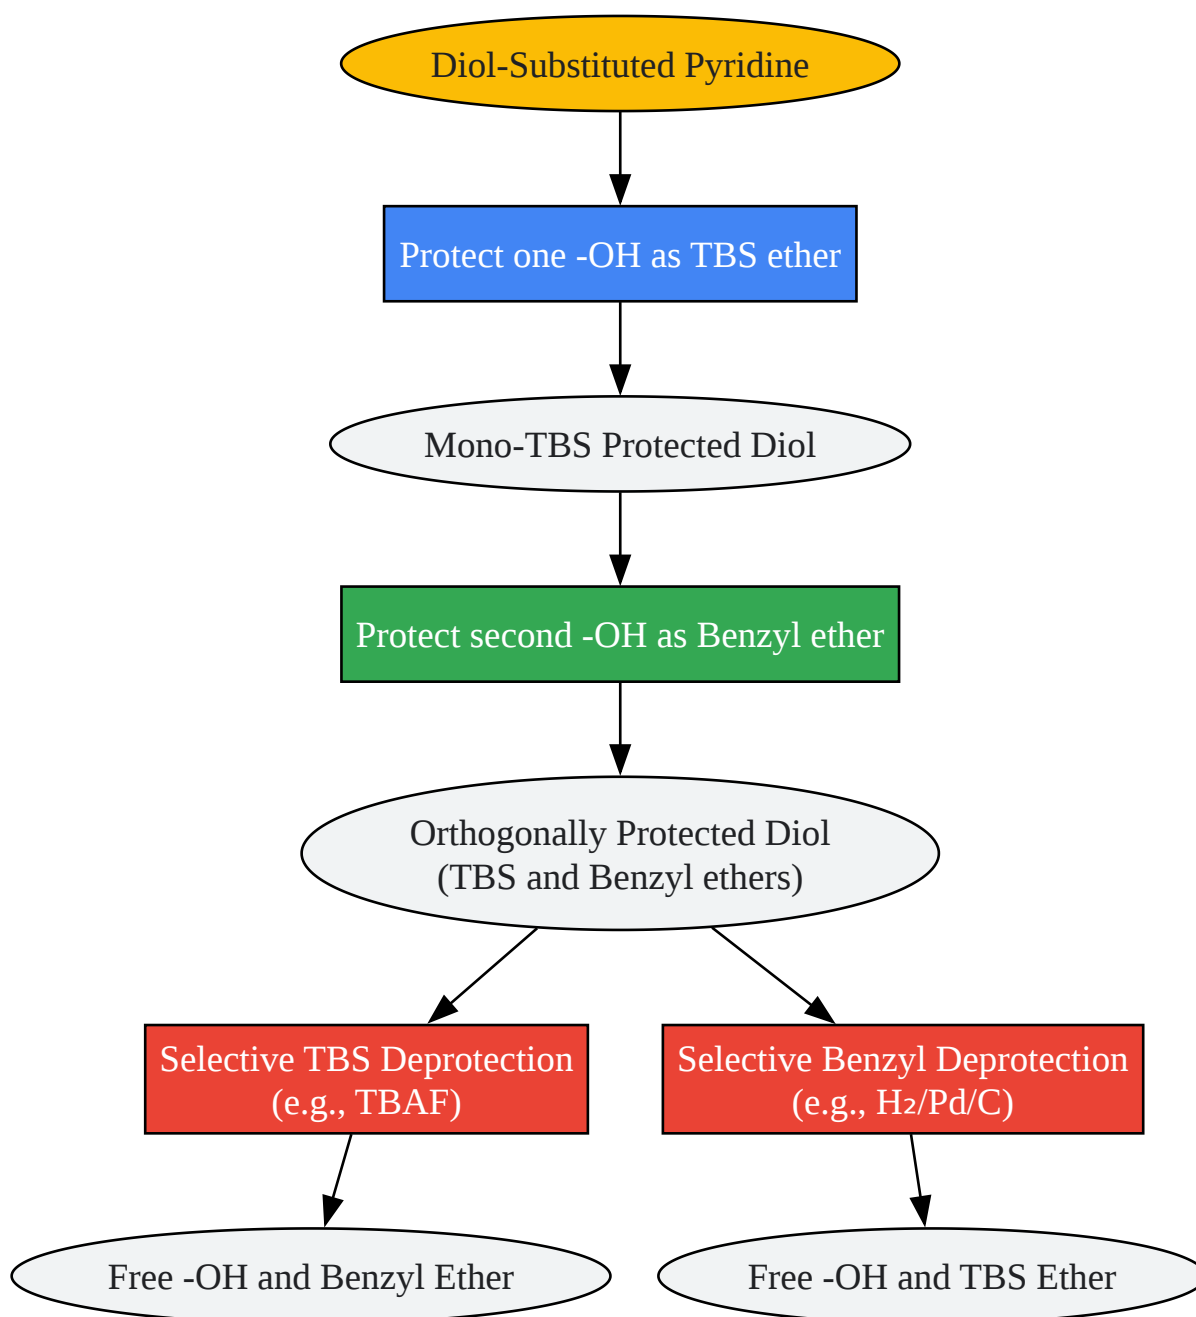 Diol-Substituted Pyridine
Protect one -OH as TBS ether
Mono-TBS Protected Diol
Protect second -OH as Benzyl ether
Orthogonally Protected Diol
(TBS and Benzyl ethers)
Selective TBS Deprotection
(e.g., TBAF)
Selective Benzyl Deprotection
(e.g., H₂/Pd/C)
Free -OH and Benzyl Ether
Free -OH and TBS Ether